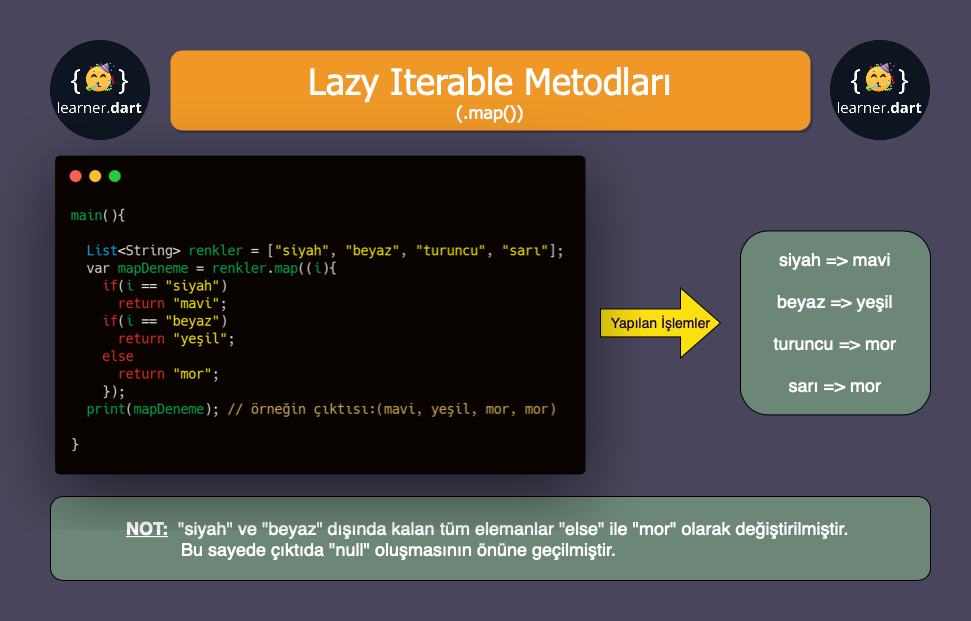 {🥳}
learner.dart
Lazy Iterable Metodları
(.map())
{🥳}
learner.dart
main(){
List<String> renkler = ["siyah", "beyaz", "turuncu", "sarı"];
var mapDeneme = renkler.map((i){
if(i == "siyah")
return "mavi";
if(i == "beyaz")
return "yeşil";
else
return "mor";
});
print(mapDeneme); // örneğin çıktısı:(mavi, yeşil, mor, mor)
}
Yapılan İşlemler
siyah => mavi
beyaz => yeşil
turuncu => mor
sarı => mor
NOT: "siyah" ve "beyaz" dışında kalan tüm elemanlar "else" ile "mor" olarak değiştirilmiştir.
Bu sayede çıktıda "null" oluşmasının önüne geçilmiştir.